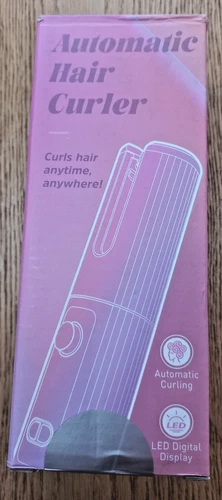 Automatic
Hair
Curler
Curls hair
anytime,
anywhere!
Automatic
Curling
LED
LED Digital
Display